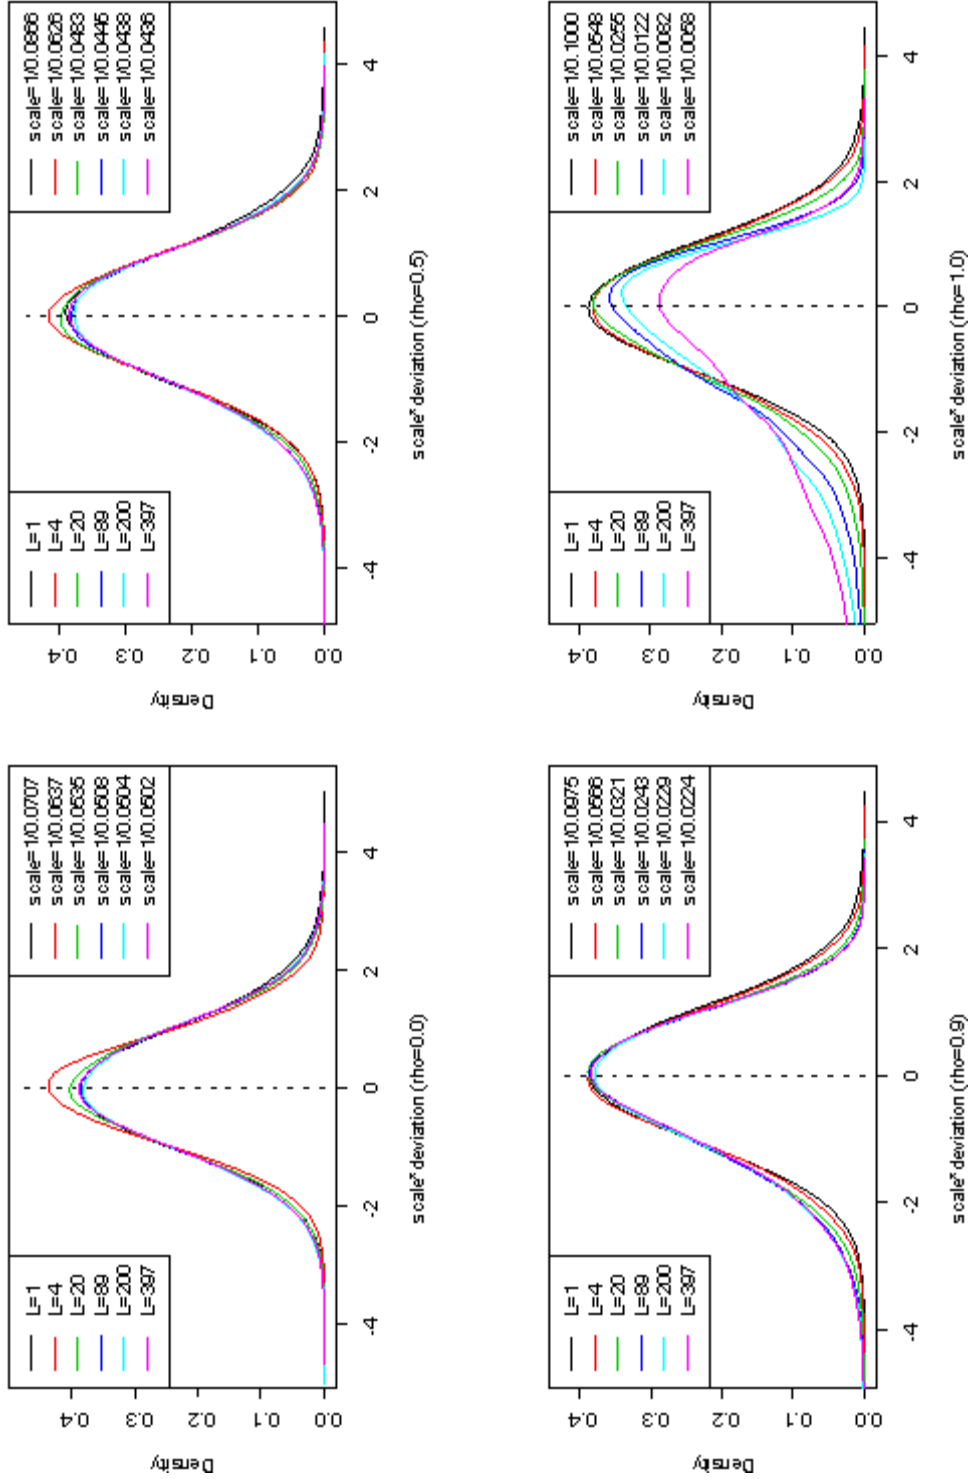 L=1
L=4
L=20
L=89
L=200
L=397
scale=1/0.0707
scale=1/0.0637
scale=1/0.0535
scale=1/0.0508
scale=1/0.0504
scale=1/0.0502
Density
0.4
0.3
0.2
0.1
0.0
-4
-2
0
2
4
scale* deviation (rho=0.0)
L=1
L=4
L=20
L=89
L=200
L=397
scale=1/0.0866
scale=1/0.0626
scale=1/0.0483
scale=1/0.0445
scale=1/0.0438
scale=1/0.0436
Density
0.4
0.3
0.2
0.1
0.0
-4
-2
0
2
4
scale* deviation (rho=0.5)
L=1
L=4
L=20
L=89
L=200
L=397
scale=1/0.0975
scale=1/0.0586
scale=1/0.0321
scale=1/0.0243
scale=1/0.0229
scale=1/0.0224
Density
0.4
0.3
0.2
0.1
0.0
-4
-2
0
2
4
scale* deviation (rho=0.9)
L=1
L=4
L=20
L=89
L=200
L=397
scale=1/0.1000
scale=1/0.0548
scale=1/0.0255
scale=1/0.0122
scale=1/0.0082
scale=1/0.0058
Density
0.4
0.3
0.2
0.1
0.0
-4
-2
0
2
4
scale* deviation (rho=1.0)